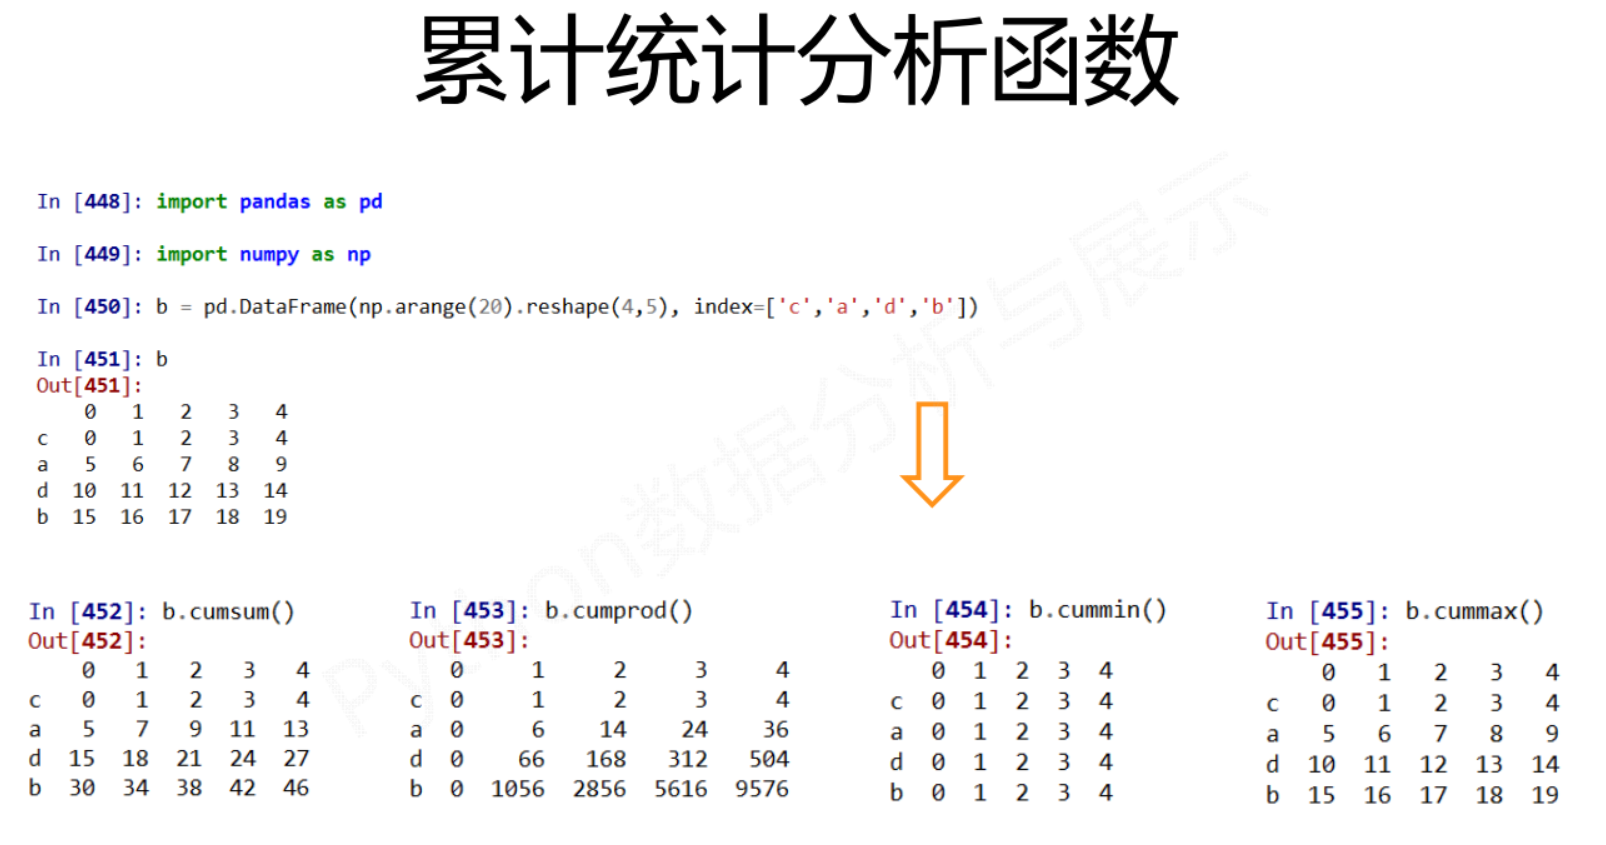 累计统计分析函数
In [448]: import pandas as pd
In [449]: import numpy as np
In [450]: b = pd.DataFrame(np.arange(20).reshape(4,5), index=['c','a','d','b'])
In [451]: b
Out[451]:
0 1 2 3 4
c 0 1 2 3 4
a 5 6 7 8 9
d 10 11 12 13 14
b 15 16 17 18 19
In [452]: b.cumsum()
Out[452]:
0 1 2 3 4
c 0 1 2 3 4
a 5 7 9 11 13
d 15 18 21 24 27
b 30 34 38 42 46
In [453]: b.cumprod()
Out[453]:
0 1 2 3 4
c 0 1 2 3 4
a 0 6 14 24 36
d 0 66 168 312 504
b 0 1056 2856 5616 9576
In [454]: b.cummin()
Out[454]:
0 1 2 3 4
c 0 1 2 3 4
a 0 1 2 3 4
d 0 1 2 3 4
b 0 1 2 3 4
In [455]: b.cummax()
Out[455]:
0 1 2 3 4
c 0 1 2 3 4
a 5 6 7 8 9
d 10 11 12 13 14
b 15 16 17 18 19
Python数据分析与展示